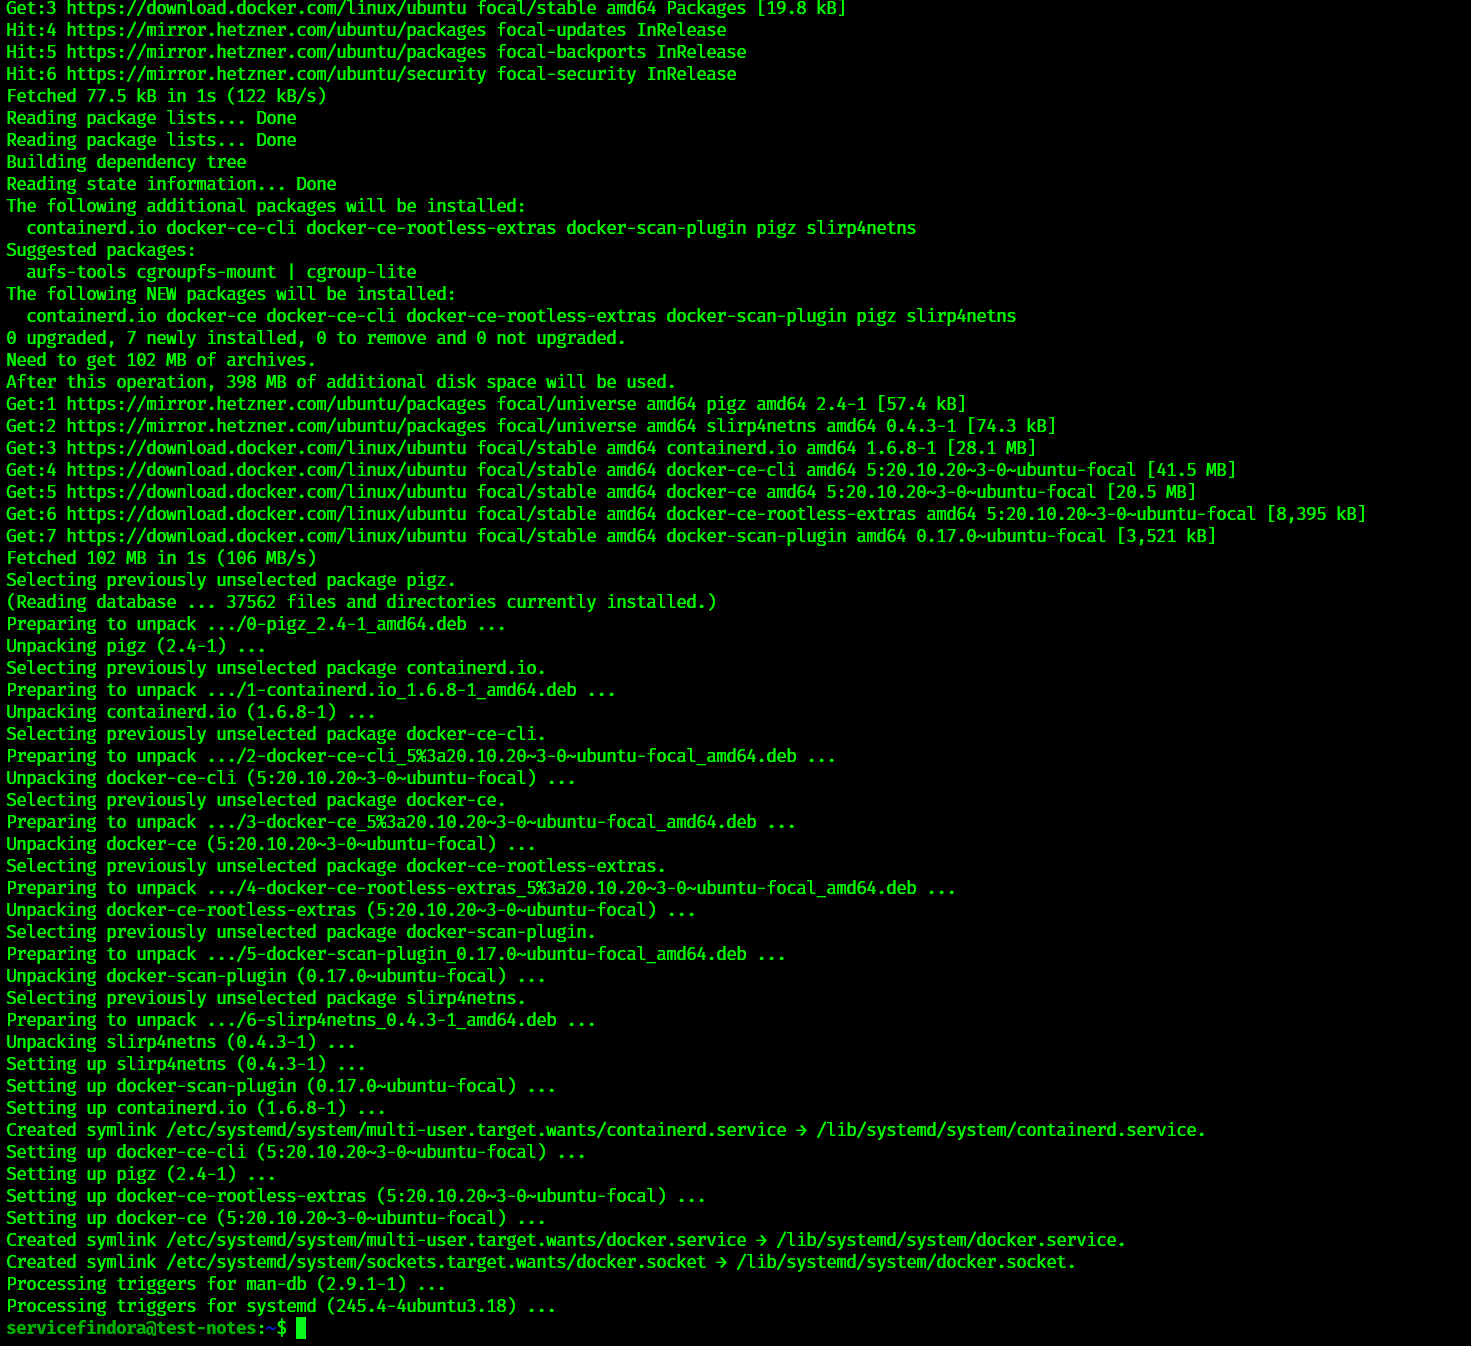 Get:3 https://download.docker.com/linux/ubuntu focal/stable amd64 Packages [19.8 kB]
Hit:4 https://mirror.hetzner.com/ubuntu/packages focal-updates InRelease
Hit:5 https://mirror.hetzner.com/ubuntu/packages focal-backports InRelease
Hit:6 https://mirror.hetzner.com/ubuntu/security focal-security InRelease
Fetched 77.5 kB in 1s (122 kB/s)
Reading package lists... Done
Reading package lists... Done
Building dependency tree
Reading state information... Done
The following additional packages will be installed:
  containerd.io docker-ce-cli docker-ce-rootless-extras docker-scan-plugin pigz slirp4netns
Suggested packages:
  aufs-tools cgroupfs-mount | cgroup-lite
The following NEW packages will be installed:
  containerd.io docker-ce docker-ce-cli docker-ce-rootless-extras docker-scan-plugin pigz slirp4netns
0 upgraded, 7 newly installed, 0 to remove and 0 not upgraded.
Need to get 102 MB of archives.
After this operation, 398 MB of additional disk space will be used.
Get:1 https://mirror.hetzner.com/ubuntu/packages focal/universe amd64 pigz amd64 2.4-1 [57.4 kB]
Get:2 https://mirror.hetzner.com/ubuntu/packages focal/universe amd64 slirp4netns amd64 0.4.3-1 [74.3 kB]
Get:3 https://download.docker.com/linux/ubuntu focal/stable amd64 containerd.io amd64 1.6.8-1 [28.1 MB]
Get:4 https://download.docker.com/linux/ubuntu focal/stable amd64 docker-ce-cli amd64 5:20.10.20~3-0~ubuntu-focal [41.5 MB]
Get:5 https://download.docker.com/linux/ubuntu focal/stable amd64 docker-ce amd64 5:20.10.20~3-0~ubuntu-focal [20.5 MB]
Get:6 https://download.docker.com/linux/ubuntu focal/stable amd64 docker-ce-rootless-extras amd64 5:20.10.20~3-0~ubuntu-focal [8,395 kB]
Get:7 https://download.docker.com/linux/ubuntu focal/stable amd64 docker-scan-plugin amd64 0.17.0~ubuntu-focal [3,521 kB]
Fetched 102 MB in 1s (106 MB/s)
Selecting previously unselected package pigz.
(Reading database ... 37562 files and directories currently installed.)
Preparing to unpack .../0-pigz_2.4-1_amd64.deb ...
Unpacking pigz (2.4-1) ...
Selecting previously unselected package containerd.io.
Preparing to unpack .../1-containerd.io_1.6.8-1_amd64.deb ...
Unpacking containerd.io (1.6.8-1) ...
Selecting previously unselected package docker-ce-cli.
Preparing to unpack .../2-docker-ce-cli_5%3a20.10.20~3-0~ubuntu-focal_amd64.deb ...
Unpacking docker-ce-cli (5:20.10.20~3-0~ubuntu-focal) ...
Selecting previously unselected package docker-ce.
Preparing to unpack .../3-docker-ce_5%3a20.10.20~3-0~ubuntu-focal_amd64.deb ...
Unpacking docker-ce (5:20.10.20~3-0~ubuntu-focal) ...
Selecting previously unselected package docker-ce-rootless-extras.
Preparing to unpack .../4-docker-ce-rootless-extras_5%3a20.10.20~3-0~ubuntu-focal_amd64.deb ...
Unpacking docker-ce-rootless-extras (5:20.10.20~3-0~ubuntu-focal) ...
Selecting previously unselected package docker-scan-plugin.
Preparing to unpack .../5-docker-scan-plugin_0.17.0~ubuntu-focal_amd64.deb ...
Unpacking docker-scan-plugin (0.17.0~ubuntu-focal) ...
Selecting previously unselected package slirp4netns.
Preparing to unpack .../6-slirp4netns_0.4.3-1_amd64.deb ...
Unpacking slirp4netns (0.4.3-1) ...
Setting up slirp4netns (0.4.3-1) ...
Setting up docker-scan-plugin (0.17.0~ubuntu-focal) ...
Setting up containerd.io (1.6.8-1) ...
Created symlink /etc/systemd/system/multi-user.target.wants/containerd.service → /lib/systemd/system/containerd.service.
Setting up docker-ce-cli (5:20.10.20~3-0~ubuntu-focal) ...
Setting up pigz (2.4-1) ...
Setting up docker-ce-rootless-extras (5:20.10.20~3-0~ubuntu-focal) ...
Setting up docker-ce (5:20.10.20~3-0~ubuntu-focal) ...
Created symlink /etc/systemd/system/multi-user.target.wants/docker.service → /lib/systemd/system/docker.service.
Created symlink /etc/systemd/system/sockets.target.wants/docker.socket → /lib/systemd/system/docker.socket.
Processing triggers for man-db (2.9.1-1) ...
Processing triggers for systemd (245.4-4ubuntu3.18) ...
servicefindora@test-notes:~$